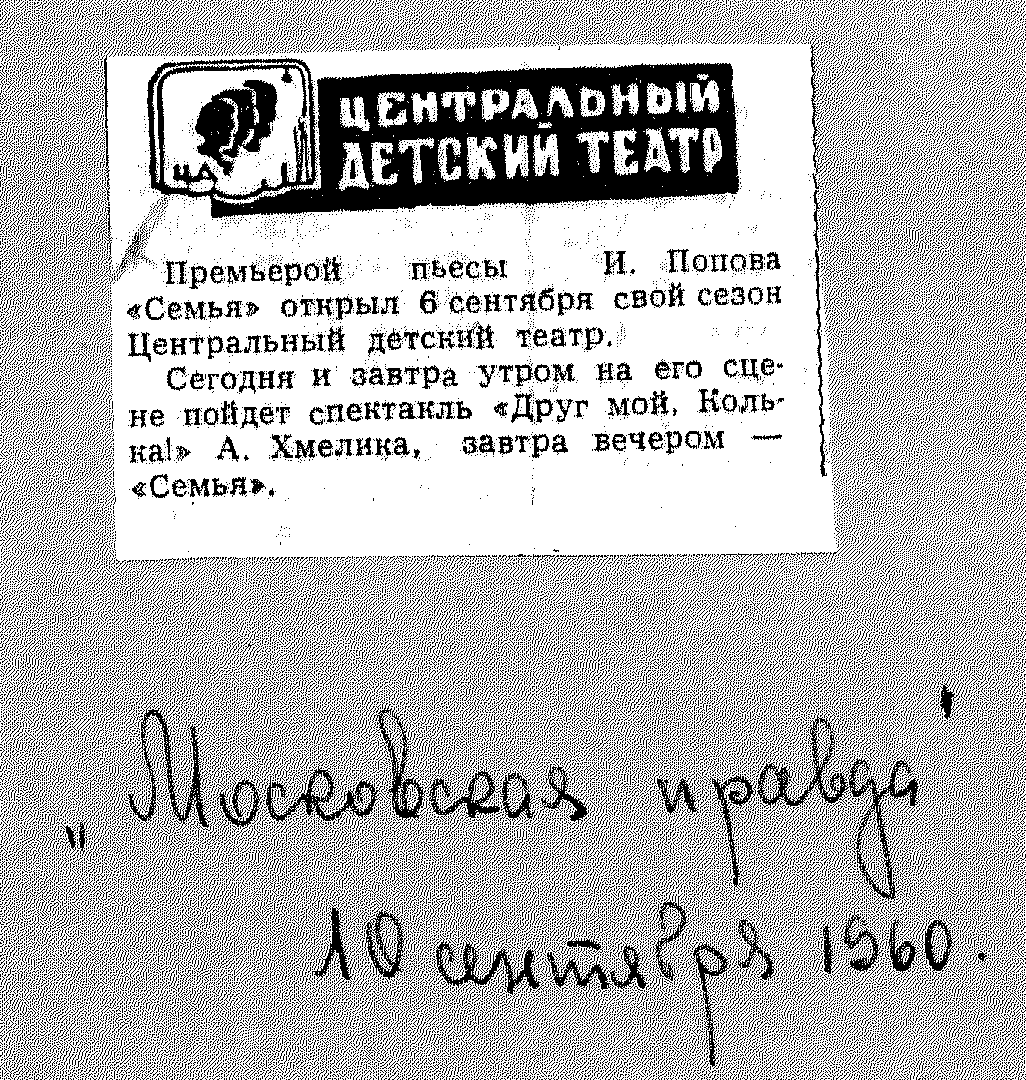 ЦД
ЦЕНТРАЛЬНЫЙ
ДЕТСКИЙ ТЕАТР
Премьерой пьесы И. Попова
«Семья» открыл 6 сентября свой сезон
Центральный детский театр.
Сегодня и завтра утром на его сце-
не пойдет спектакль «Друг мой, Коль-
ка!» А. Хмелика, завтра вечером —
«Семья».
"Московская правда"
10 сентября 1960.